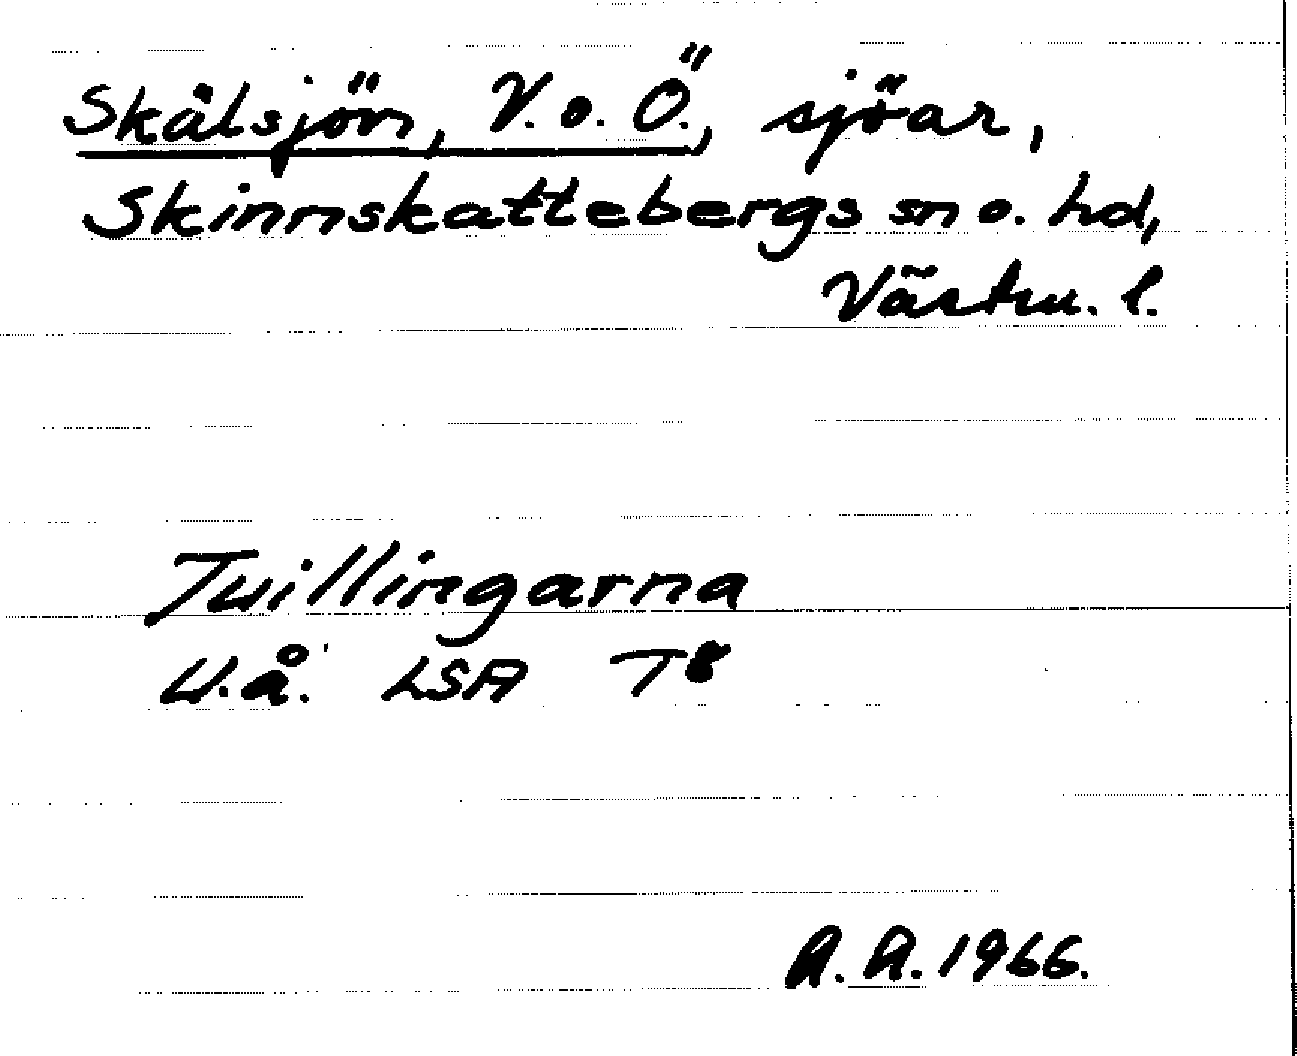 Skålsjön, V. o. Ö., sjöar,
Skinnskattebergs sn o. hd,
Västm. l.
Tvillingarna
u.å. LSA T8
A. A. 1966.